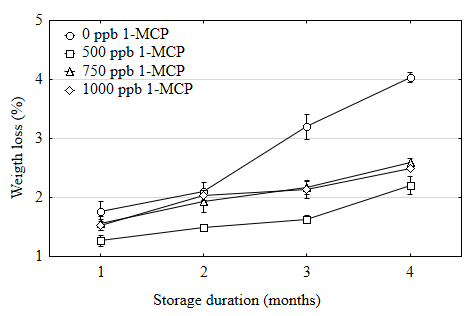 5
4
3
2
1
Weigth loss (%)
0 ppb 1-MCP
500 ppb 1-MCP
750 ppb 1-MCP
1000 ppb 1-MCP
1 2 3 4
Storage duration (months)